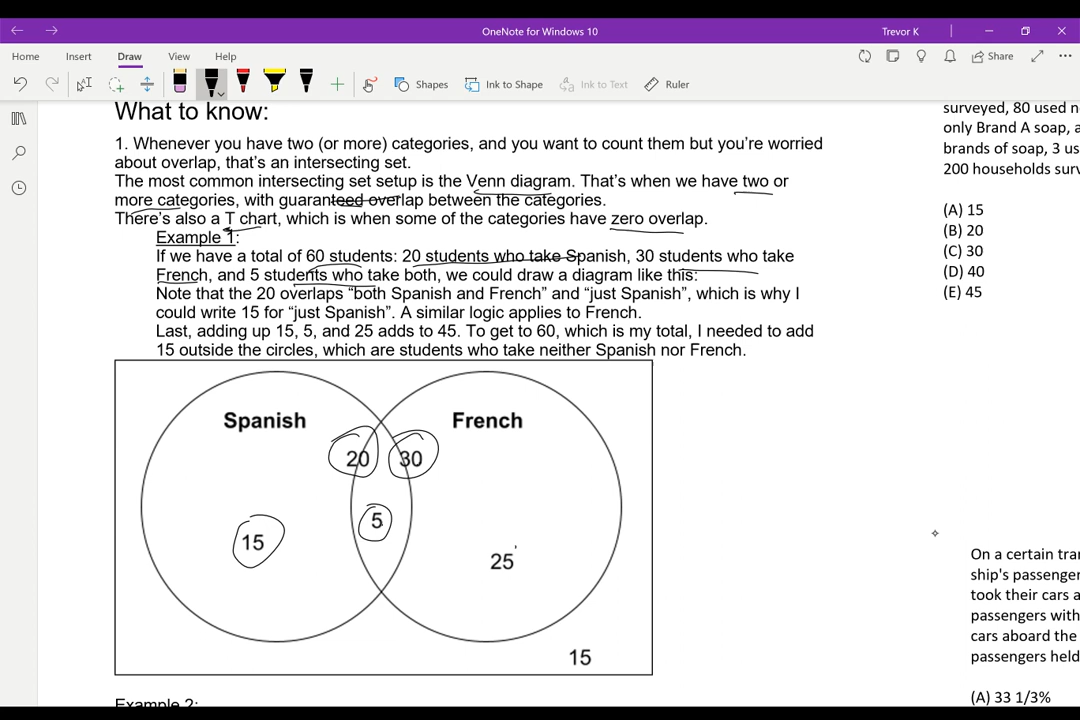 OneNote for Windows 10
Trevor K
Home Insert Draw View Help
Share
Shapes Ink to Shape Ink to Text Ruler
What to know:
1. Whenever you have two (or more) categories, and you want to count them but you're worried
about overlap, that's an intersecting set.
The most common intersecting set setup is the Venn diagram. That's when we have two or
more categories, with guaranteed overlap between the categories.
There's also a T chart, which is when some of the categories have zero overlap.
Example 1:
If we have a total of 60 students: 20 students who take Spanish, 30 students who take
French, and 5 students who take both, we could draw a diagram like this:
Note that the 20 overlaps “both Spanish and French” and “just Spanish”, which is why I
could write 15 for “just Spanish”. A similar logic applies to French.
Last, adding up 15, 5, and 25 adds to 45. To get to 60, which is my total, I needed to add
15 outside the circles, which are students who take neither Spanish nor French.
Spanish French
20 30
5
15
25
15
Example 2:
surveyed, 80 used
only Brand A soap,
brands of soap, 3
200 households
(A) 15
(B) 20
(C) 30
(D) 40
(E) 45
On a certain
ship's
took their cars
passengers with
cars aboard the
passengers held
(A) 33 1/3%